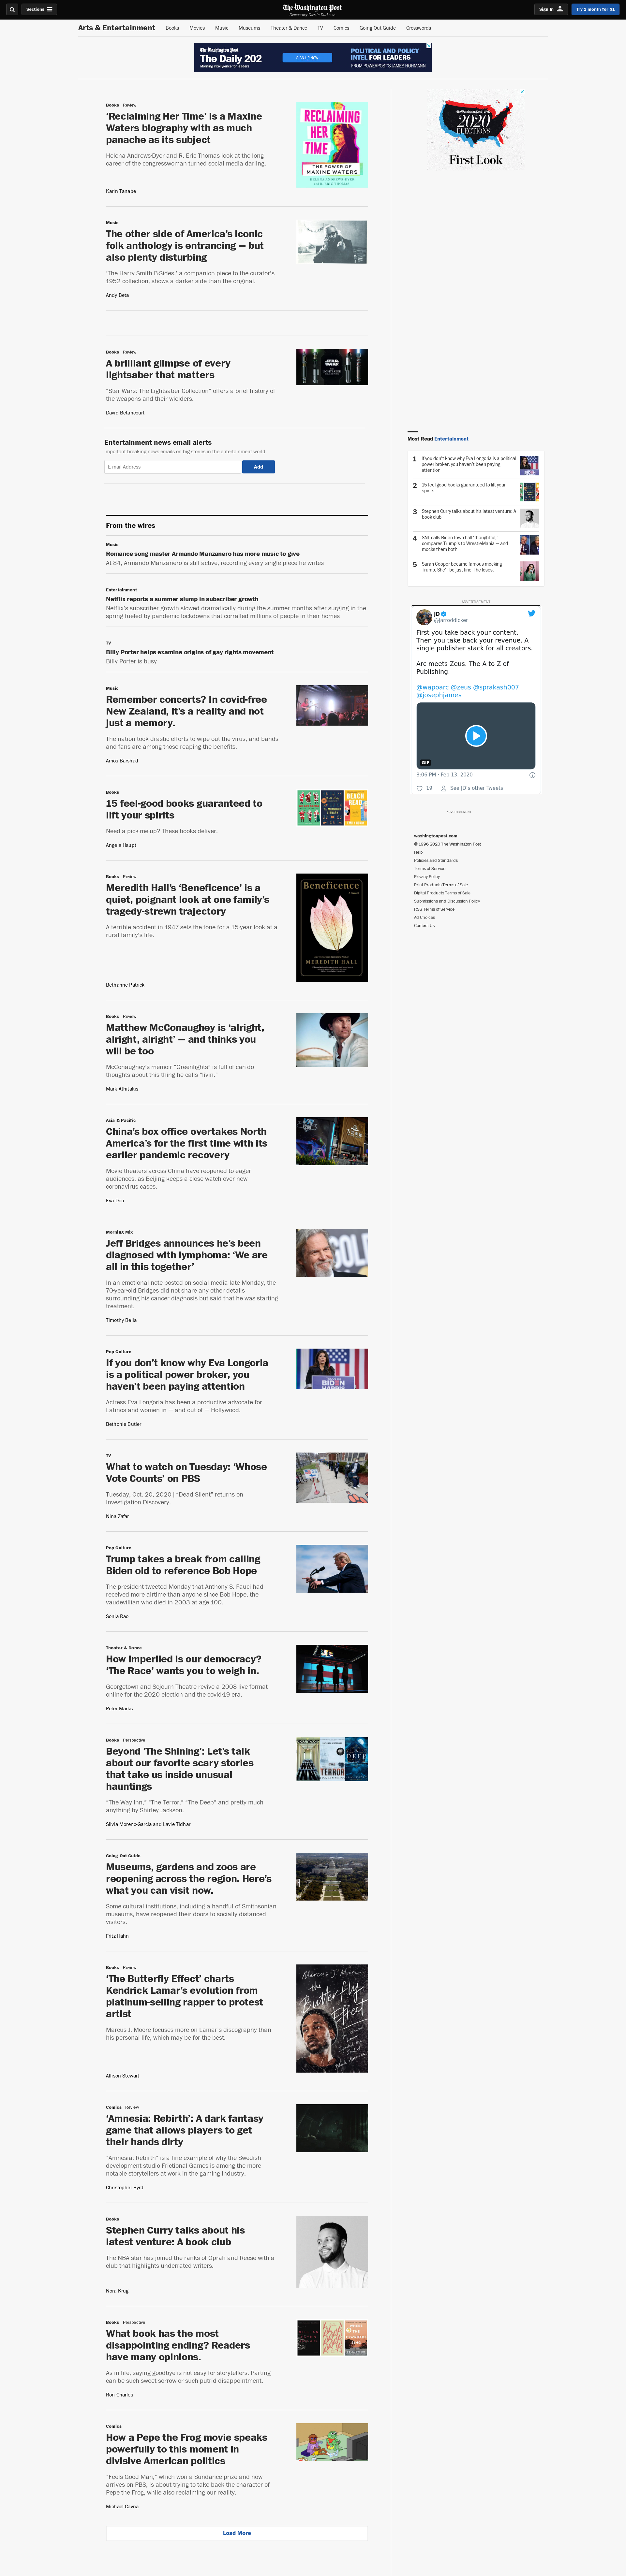 Sections
The Washington Post
Democracy Dies in Darkness
Sign In
Try 1 month for $1
Arts & Entertainment
Books
Movies
Music
Museums
Theater & Dance
TV
Comics
Going Out Guide
Crosswords
The Washington Post
PowerPost
The Daily 202
Morning intelligence for leaders
SIGN UP NOW
POLITICAL AND POLICY
INTEL FOR LEADERS
FROM POWERPOST'S JAMES HOHMANN
Books Review
‘Reclaiming Her Time’ is a Maxine
Waters biography with as much
panache as its subject
Helena Andrews-Dyer and R. Eric Thomas look at the long
career of the congresswoman turned social media darling.
Karin Tanabe
RECLAIMING
HER
TIME
THE POWER OF
MAXINE WATERS
HELENA ANDREWS-DYER
and R. ERIC THOMAS
Music
The other side of America’s iconic
folk anthology is entrancing — but
also plenty disturbing
‘The Harry Smith B-Sides,’ a companion piece to the curator’s
1952 collection, shows a darker side than the original.
Andy Beta
Books Review
A brilliant glimpse of every
lightsaber that matters
"Star Wars: The Lightsaber Collection" offers a brief history of
the weapons and their wielders.
David Betancourt
STAR WARS
Entertainment news email alerts
Important breaking news emails on big stories in the entertainment world.
E-mail Address
Add
From the wires
Music
Romance song master Armando Manzanero has more music to give
At 84, Armando Manzanero is still active, recording every single piece he writes
Entertainment
Netflix reports a summer slump in subscriber growth
Netflix’s subscriber growth slowed dramatically during the summer months after surging in the
spring fueled by pandemic lockdowns that corralled millions of people in their homes
TV
Billy Porter helps examine origins of gay rights movement
Billy Porter is busy
Music
Remember concerts? In covid-free
New Zealand, it’s a reality and not
just a memory.
The nation took drastic efforts to wipe out the virus, and bands
and fans are among those reaping the benefits.
Amos Barshad
Books
15 feel-good books guaranteed to
lift your spirits
Need a pick-me-up? These books deliver.
Angela Haupt
BEACH
READ
Books Review
Meredith Hall’s ‘Beneficence’ is a
quiet, poignant look at one family’s
tragedy-strewn trajectory
A terrible accident in 1947 sets the tone for a 15-year look at a
rural family’s life.
Bethanne Patrick
Beneficence
MEREDITH HALL
Books Review
Matthew McConaughey is ‘alright,
alright, alright’ — and thinks you
will be too
McConaughey’s memoir "Greenlights" is full of can-do
thoughts about this thing he calls "livin."
Mark Athitakis
Asia & Pacific
China’s box office overtakes North
America’s for the first time with its
earlier pandemic recovery
Movie theaters across China have reopened to eager
audiences, as Beijing keeps a close watch over new
coronavirus cases.
Eva Dou
Morning Mix
Jeff Bridges announces he’s been
diagnosed with lymphoma: ‘We are
all in this together’
In an emotional note posted on social media late Monday, the
70-year-old Bridges did not share any other details
surrounding his cancer diagnosis but said that he was starting
treatment.
Timothy Bella
Pop Culture
If you don’t know why Eva Longoria
is a political power broker, you
haven’t been paying attention
Actress Eva Longoria has been a productive advocate for
Latinos and women in — and out of — Hollywood.
Bethonie Butler
BIDEN
TV
What to watch on Tuesday: ‘Whose
Vote Counts’ on PBS
Tuesday, Oct. 20, 2020 | "Dead Silent" returns on
Investigation Discovery.
Nina Zafar
Pop Culture
Trump takes a break from calling
Biden old to reference Bob Hope
The president tweeted Monday that Anthony S. Fauci had
received more airtime than anyone since Bob Hope, the
vaudevillian who died in 2003 at age 100.
Sonia Rao
Theater & Dance
How imperiled is our democracy?
‘The Race’ wants you to weigh in.
Georgetown and Sojourn Theatre revive a 2008 live format
online for the 2020 election and the covid-19 era.
Peter Marks
Books Perspective
Beyond ‘The Shining’: Let’s talk
about our favorite scary stories
that take us inside unusual
hauntings
"The Way Inn," "The Terror," "The Deep" and pretty much
anything by Shirley Jackson.
Silvia Moreno-Garcia and Lavie Tidhar
TERROR
DEEP
Going Out Guide
Museums, gardens and zoos are
reopening across the region. Here’s
what you can visit now.
Some cultural institutions, including a handful of Smithsonian
museums, have reopened their doors to socially distanced
visitors.
Fritz Hahn
Books Review
‘The Butterfly Effect’ charts
Kendrick Lamar’s evolution from
platinum-selling rapper to protest
artist
Marcus J. Moore focuses more on Lamar’s discography than
his personal life, which may be for the best.
Allison Stewart
Marcus J. Moore
the
Butterfly
Effect
Comics Review
‘Amnesia: Rebirth’: A dark fantasy
game that allows players to get
their hands dirty
"Amnesia: Rebirth" is a fine example of why the Swedish
development studio Frictional Games is among the more
notable storytellers at work in the gaming industry.
Christopher Byrd
Books
Stephen Curry talks about his
latest venture: A book club
The NBA star has joined the ranks of Oprah and Reese with a
club that highlights underrated writers.
Nora Krug
Books Perspective
What book has the most
disappointing ending? Readers
have many opinions.
As in life, saying goodbye is not easy for storytellers. Parting
can be such sweet sorrow or such putrid disappointment.
Ron Charles
Comics
How a Pepe the Frog movie speaks
powerfully to this moment in
divisive American politics
"Feels Good Man," which won a Sundance prize and now
arrives on PBS, is about trying to take back the character of
Pepe the Frog, while also reclaiming our reality.
Michael Cavna
Load More
The Washington Post
2020
ELECTIONS
First Look
Most Read Entertainment
1 If you don’t know why Eva Longoria is a political
power broker, you haven’t been paying
attention
2 15 feel-good books guaranteed to lift your
spirits
3 Stephen Curry talks about his latest venture: A
book club
4 SNL calls Biden town hall ‘thoughtful,’
compares Trump’s to WrestleMania — and
mocks them both
5 Sarah Cooper became famous mocking
Trump. She’ll be just fine if he loses.
ADVERTISEMENT
JD
@jarroddicker
First you take back your content.
Then you take back your revenue. A
single publisher stack for all creators.
Arc meets Zeus. The A to Z of
Publishing.
@wapoarc @zeus @sprakash007
@josephjames
GIF
8:06 PM · Feb 13, 2020
19
See JD's other Tweets
ADVERTISEMENT
washingtonpost.com
© 1996-2020 The Washington Post
Help
Policies and Standards
Terms of Service
Privacy Policy
Print Products Terms of Sale
Digital Products Terms of Sale
Submissions and Discussion Policy
RSS Terms of Service
Ad Choices
Contact Us